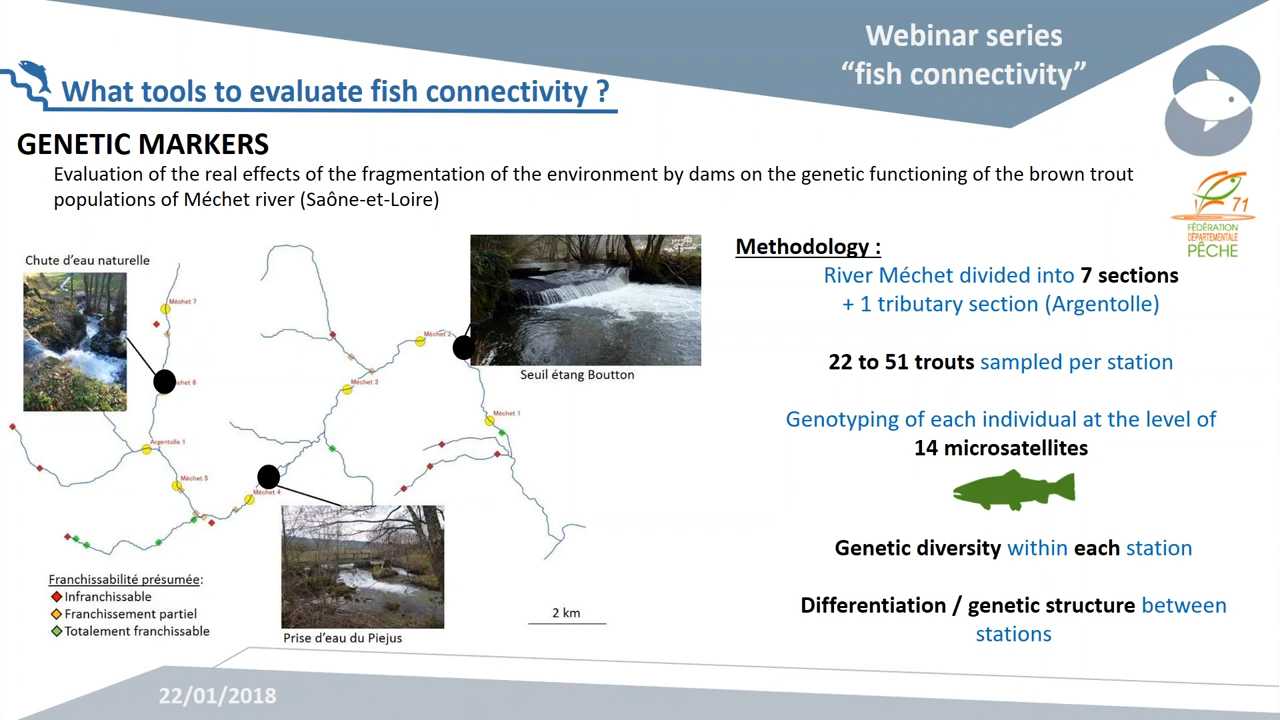 Webinar series
“fish connectivity”
What tools to evaluate fish connectivity ?
GENETIC MARKERS
Evaluation of the real effects of the fragmentation of the environment by dams on the genetic functioning of the brown trout
populations of Méchet river (Saône-et-Loire)
71
FÉDÉRATION
DÉPARTEMENTALE
PÊCHE
Chute d’eau naturelle
Méchet 7
Méchet 2
Seuil étang Boutton
chet 6
Méchet 3
Méchet 1
Argentolle 1
Méchet 5
Méchet 4
Prise d’eau du Piejus
2 km
Franchissabilité présumée:
Infranchissable
Franchissement partiel
Totalement franchissable
Methodology :
River Méchet divided into 7 sections
+ 1 tributary section (Argentolle)
22 to 51 trouts sampled per station
Genotyping of each individual at the level of
14 microsatellites
Genetic diversity within each station
Differentiation / genetic structure between
stations
22/01/2018